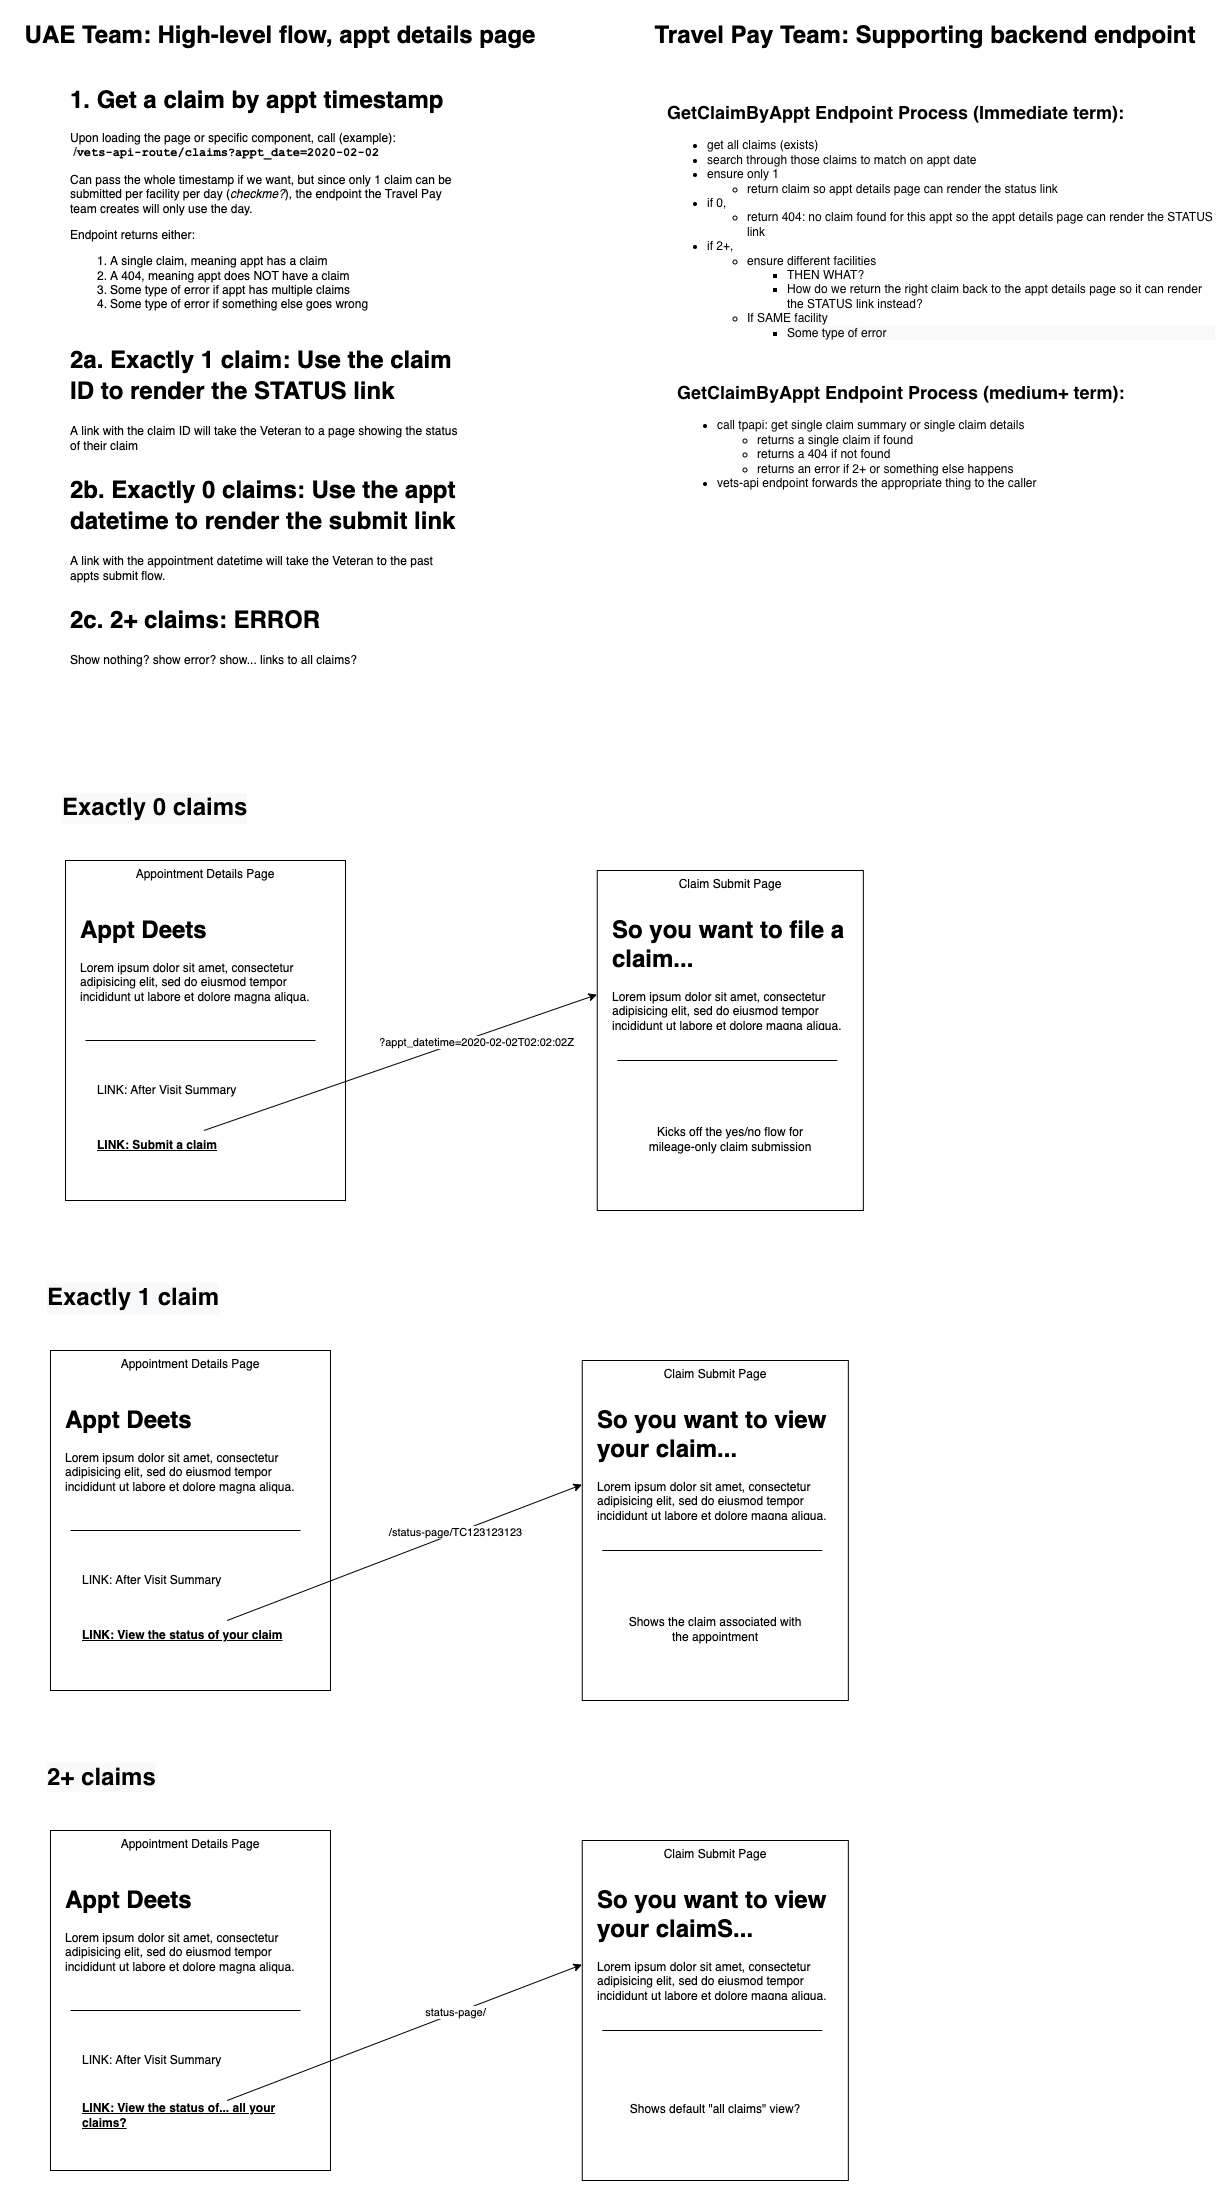 UAE Team: High-level flow, appt details page
1. Get a claim by appt timestamp
Upon loading the page or specific component, call (example):
/vets-api-route/claims?appt_date=2020-02-02
Can pass the whole timestamp if we want, but since only 1 claim can be
submitted per facility per day (checkme?), the endpoint the Travel Pay
team creates will only use the day.
Endpoint returns either:
1. A single claim, meaning appt has a claim
2. A 404, meaning appt does NOT have a claim
3. Some type of error if appt has multiple claims
4. Some type of error if something else goes wrong
2a. Exactly 1 claim: Use the claim
ID to render the STATUS link
A link with the claim ID will take the Veteran to a page showing the status
of their claim
2b. Exactly 0 claims: Use the appt
datetime to render the submit link
A link with the appointment datetime will take the Veteran to the past
appts submit flow.
2c. 2+ claims: ERROR
Show nothing? show error? show... links to all claims?
Travel Pay Team: Supporting backend endpoint
GetClaimByAppt Endpoint Process (Immediate term):
get all claims (exists)
search through those claims to match on appt date
ensure only 1
return claim so appt details page can render the status link
if 0,
return 404: no claim found for this appt so the appt details page can render the STATUS
link
if 2+,
ensure different facilities
THEN WHAT?
How do we return the right claim back to the appt details page so it can render
the STATUS link instead?
If SAME facility
Some type of error
GetClaimByAppt Endpoint Process (medium+ term):
call tpapi: get single claim summary or single claim details
returns a single claim if found
returns a 404 if not found
returns an error if 2+ or something else happens
vets-api endpoint forwards the appropriate thing to the caller
Exactly 0 claims
Appointment Details Page
Appt Deets
Lorem ipsum dolor sit amet, consectetur
adipisicing elit, sed do eiusmod tempor
incididunt ut labore et dolore magna aliqua.
LINK: After Visit Summary
LINK: Submit a claim
?appt_datetime=2020-02-02T02:02:02Z
Claim Submit Page
So you want to file a
claim...
Lorem ipsum dolor sit amet, consectetur
adipisicing elit, sed do eiusmod tempor
incididunt ut labore et dolore magna aliqua.
Kicks off the yes/no flow for
mileage-only claim submission
Exactly 1 claim
Appointment Details Page
Appt Deets
Lorem ipsum dolor sit amet, consectetur
adipisicing elit, sed do eiusmod tempor
incididunt ut labore et dolore magna aliqua.
LINK: After Visit Summary
LINK: View the status of your claim
/status-page/TC123123123
Claim Submit Page
So you want to view
your claim...
Lorem ipsum dolor sit amet, consectetur
adipisicing elit, sed do eiusmod tempor
incididunt ut labore et dolore magna aliqua.
Shows the claim associated with
the appointment
2+ claims
Appointment Details Page
Appt Deets
Lorem ipsum dolor sit amet, consectetur
adipisicing elit, sed do eiusmod tempor
incididunt ut labore et dolore magna aliqua.
LINK: After Visit Summary
LINK: View the status of... all your
claims?
status-page/
Claim Submit Page
So you want to view
your claimS...
Lorem ipsum dolor sit amet, consectetur
adipisicing elit, sed do eiusmod tempor
incididunt ut labore et dolore magna aliqua.
Shows default "all claims" view?